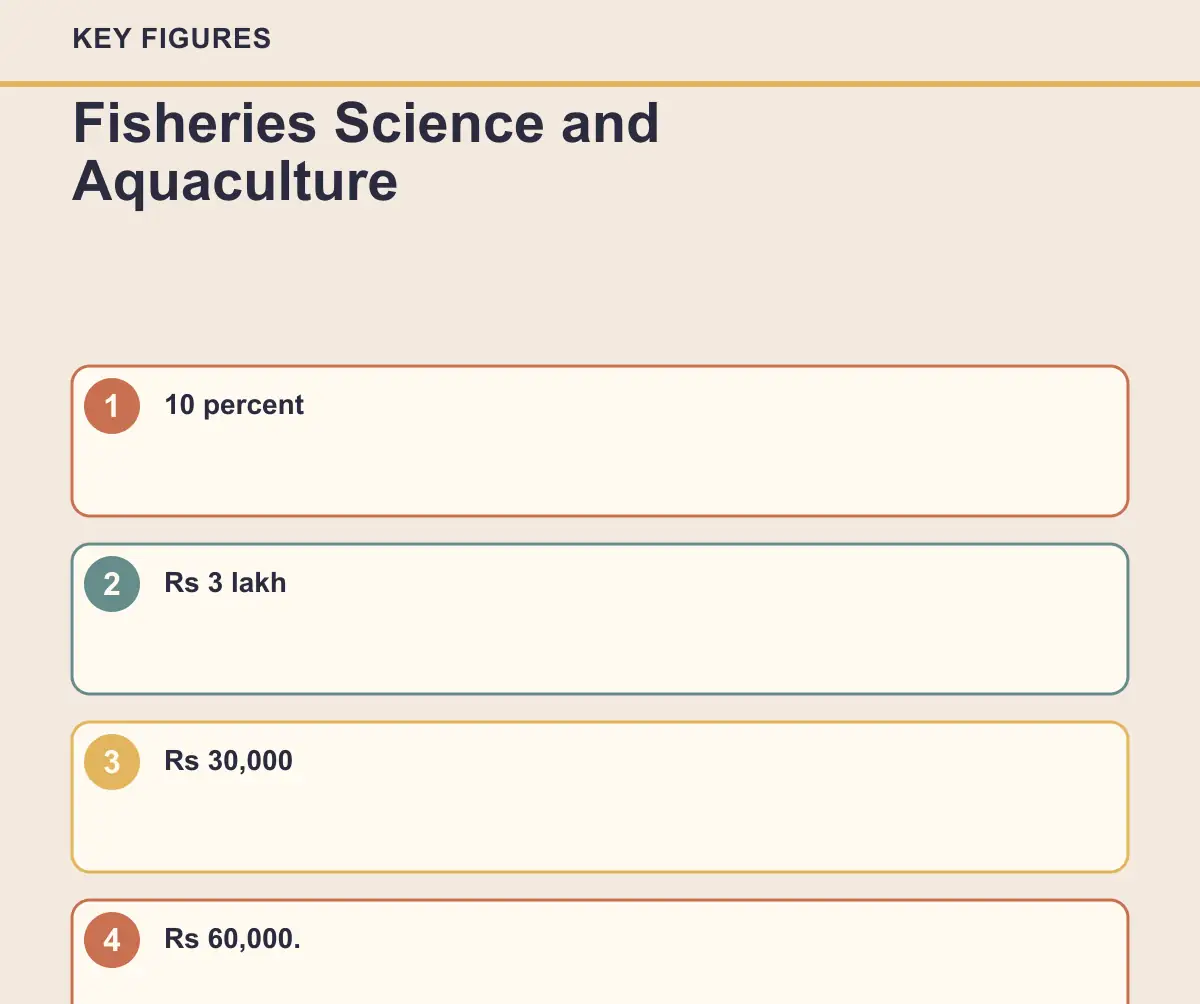 KEY FIGURES
Fisheries Science and
Aquaculture
1
10 percent
2
Rs 3 lakh
3
Rs 30,000
4
Rs 60,000.